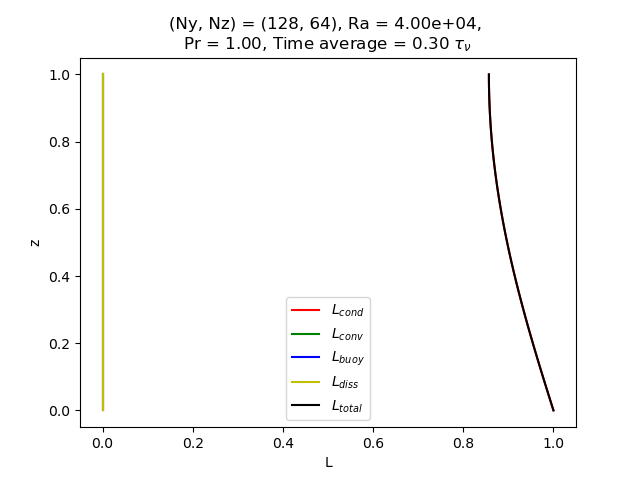 (Ny, Nz) = (128, 64), Ra = 4.00e+04,
Pr = 1.00, Time average = 0.30 τ_ν
1.0
0.8
0.6
0.4
0.2
0.0
z
L_cond
L_conv
L_buoy
L_diss
L_total
0.0 0.2 0.4 0.6 0.8 1.0
L